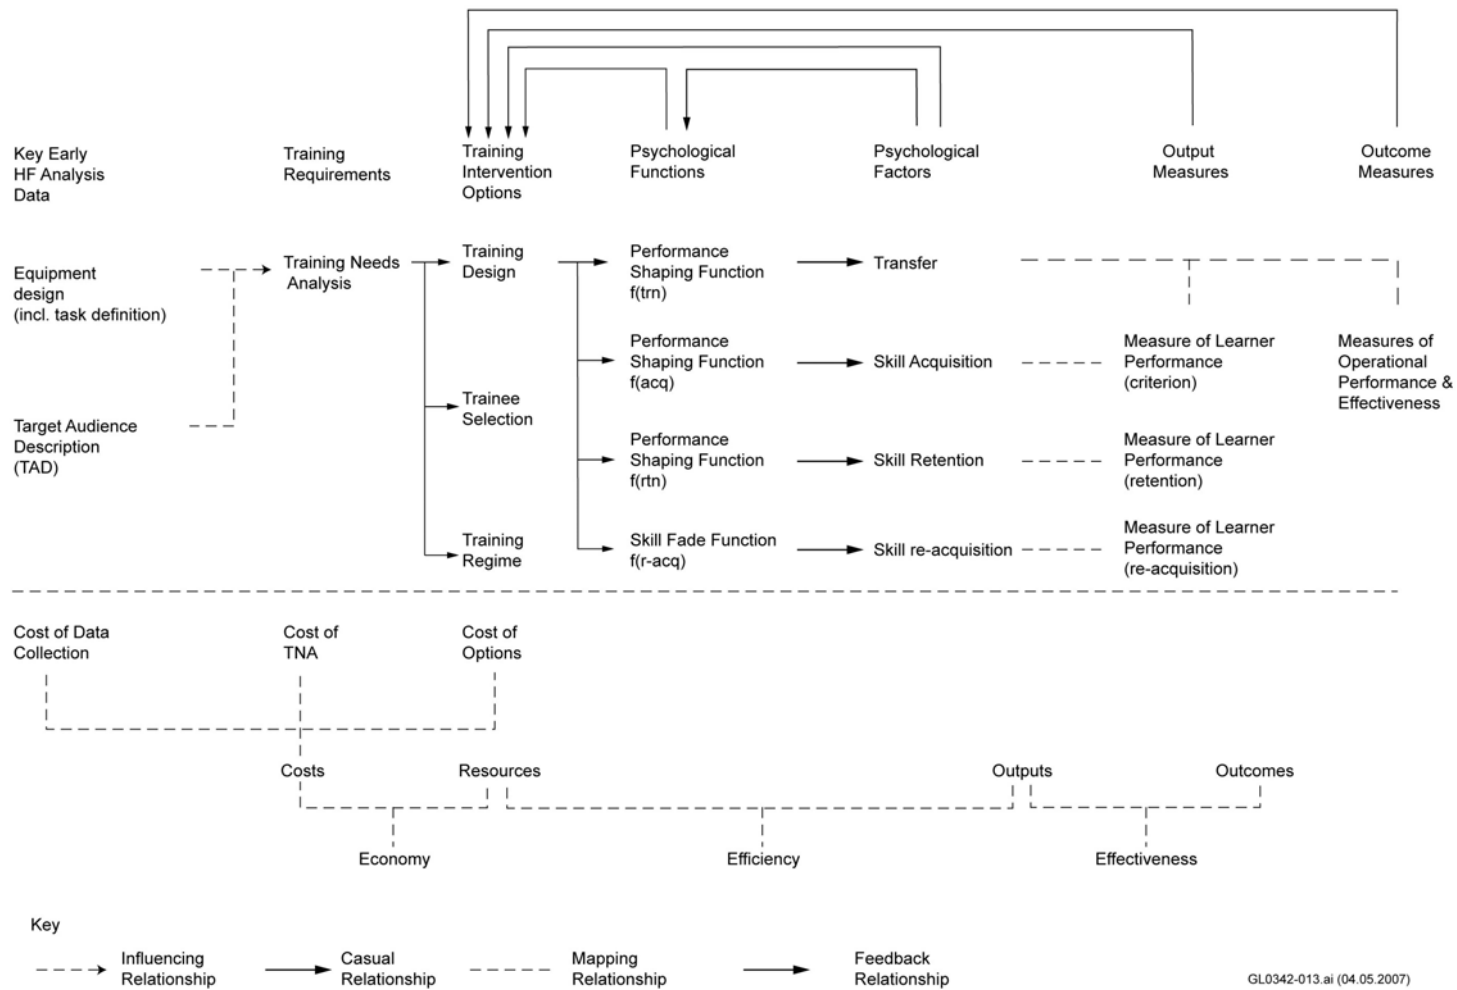 Key Early
HF Analysis
Data
Training
Requirements
Training
Intervention
Options
Psychological
Functions
Psychological
Factors
Output
Measures
Outcome
Measures
Equipment
design
(incl. task definition)
Target Audience
Description
(TAD)
Training Needs
Analysis
Training
Design
Trainee
Selection
Training
Regime
Performance
Shaping Function
f(trn)
Performance
Shaping Function
f(acq)
Performance
Shaping Function
f(rtn)
Skill Fade Function
f(r-acq)
Transfer
Skill Acquisition
Skill Retention
Skill re-acquisition
Measure of Learner
Performance
(criterion)
Measure of Learner
Performance
(retention)
Measure of Learner
Performance
(re-acquisition)
Measures of
Operational
Performance &
Effectiveness
Cost of Data
Collection
Cost of
TNA
Cost of
Options
Costs
Resources
Outputs
Outcomes
Economy
Efficiency
Effectiveness
Key
Influencing
Relationship
Casual
Relationship
Mapping
Relationship
Feedback
Relationship
GL0342-013.ai (04.05.2007)